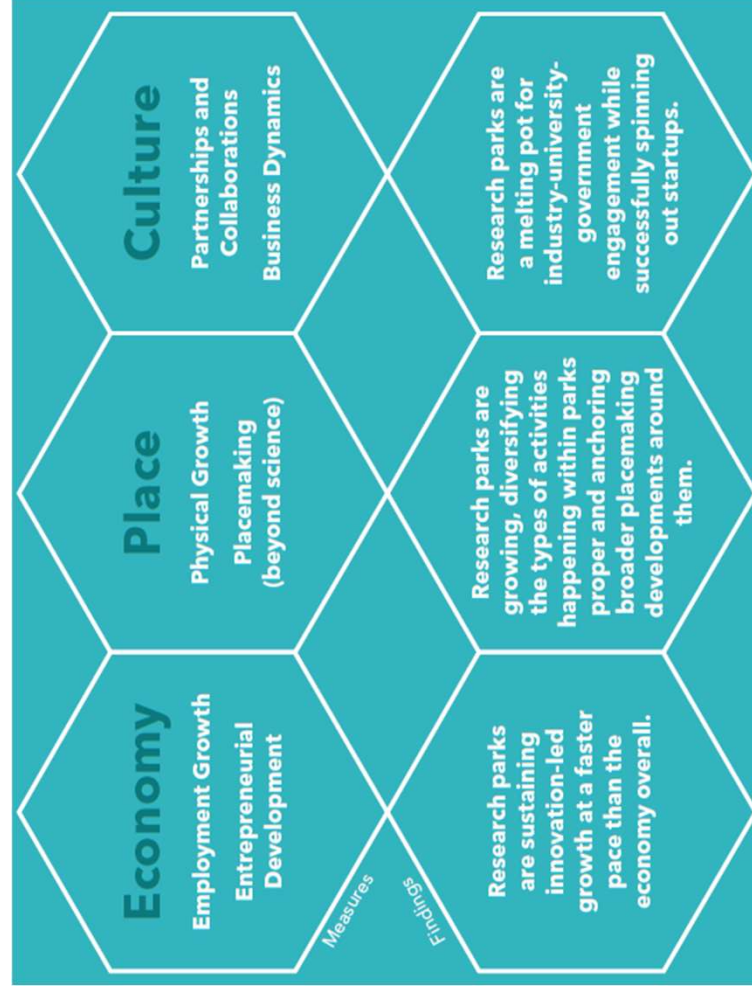 Economy
Employment Growth
Entrepreneurial
Development
Place
Physical Growth
Placemaking
(beyond science)
Culture
Partnerships and
Collaborations
Business Dynamics
Measures
Findings
Research parks
are sustaining
innovation-led
growth at a faster
pace than the
economy overall.
Research parks are
growing, diversifying
the types of activities
happening within parks
proper and anchoring
broader placemaking
developments around
them.
Research parks are
a melting pot for
industry-university-
government
engagement while
successfully spinning
out startups.